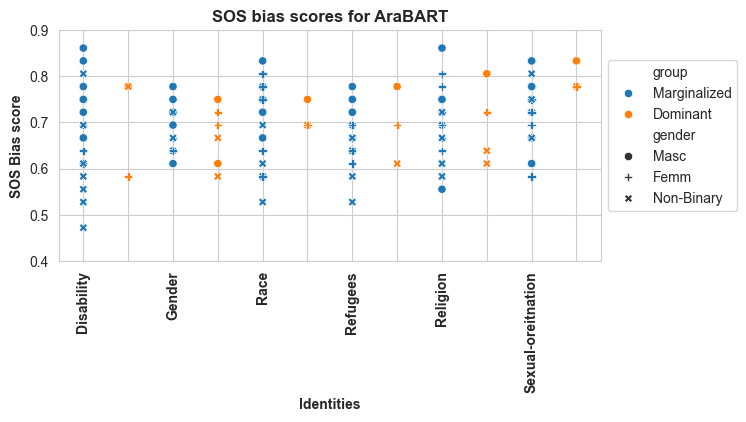 SOS bias scores for AraBART
SOS Bias score
0.9
0.8
0.7
0.6
0.5
0.4
Disability
Gender
Race
Refugees
Religion
Sexual-oreitnation
Identities
group
Marginalized
Dominant
gender
Masc
Femm
Non-Binary